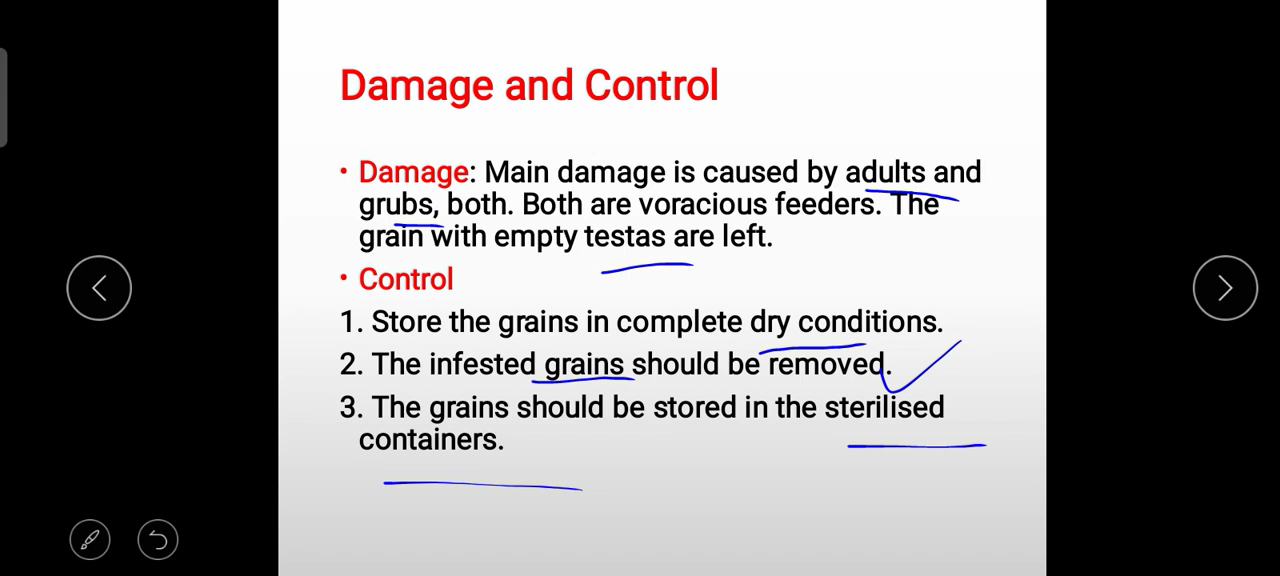 Damage and Control
• Damage: Main damage is caused by adults and
grubs, both. Both are voracious feeders. The
grain with empty testas are left.
• Control
1. Store the grains in complete dry conditions.
2. The infested grains should be removed.
3. The grains should be stored in the sterilised
containers.